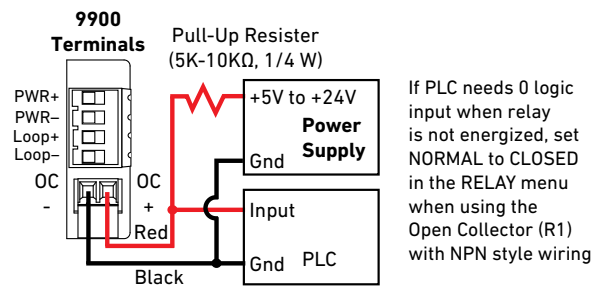 9900
Terminals
Pull-Up Resister
(5K-10KΩ, 1/4 W)
PWR+
PWR–
Loop+
Loop–
OC
-
OC
+
Red
Black
+5V to +24V
Power
Supply
Gnd
Input
Gnd PLC
If PLC needs 0 logic
input when relay
is not energized, set
NORMAL to CLOSED
in the RELAY menu
when using the
Open Collector (R1)
with NPN style wiring